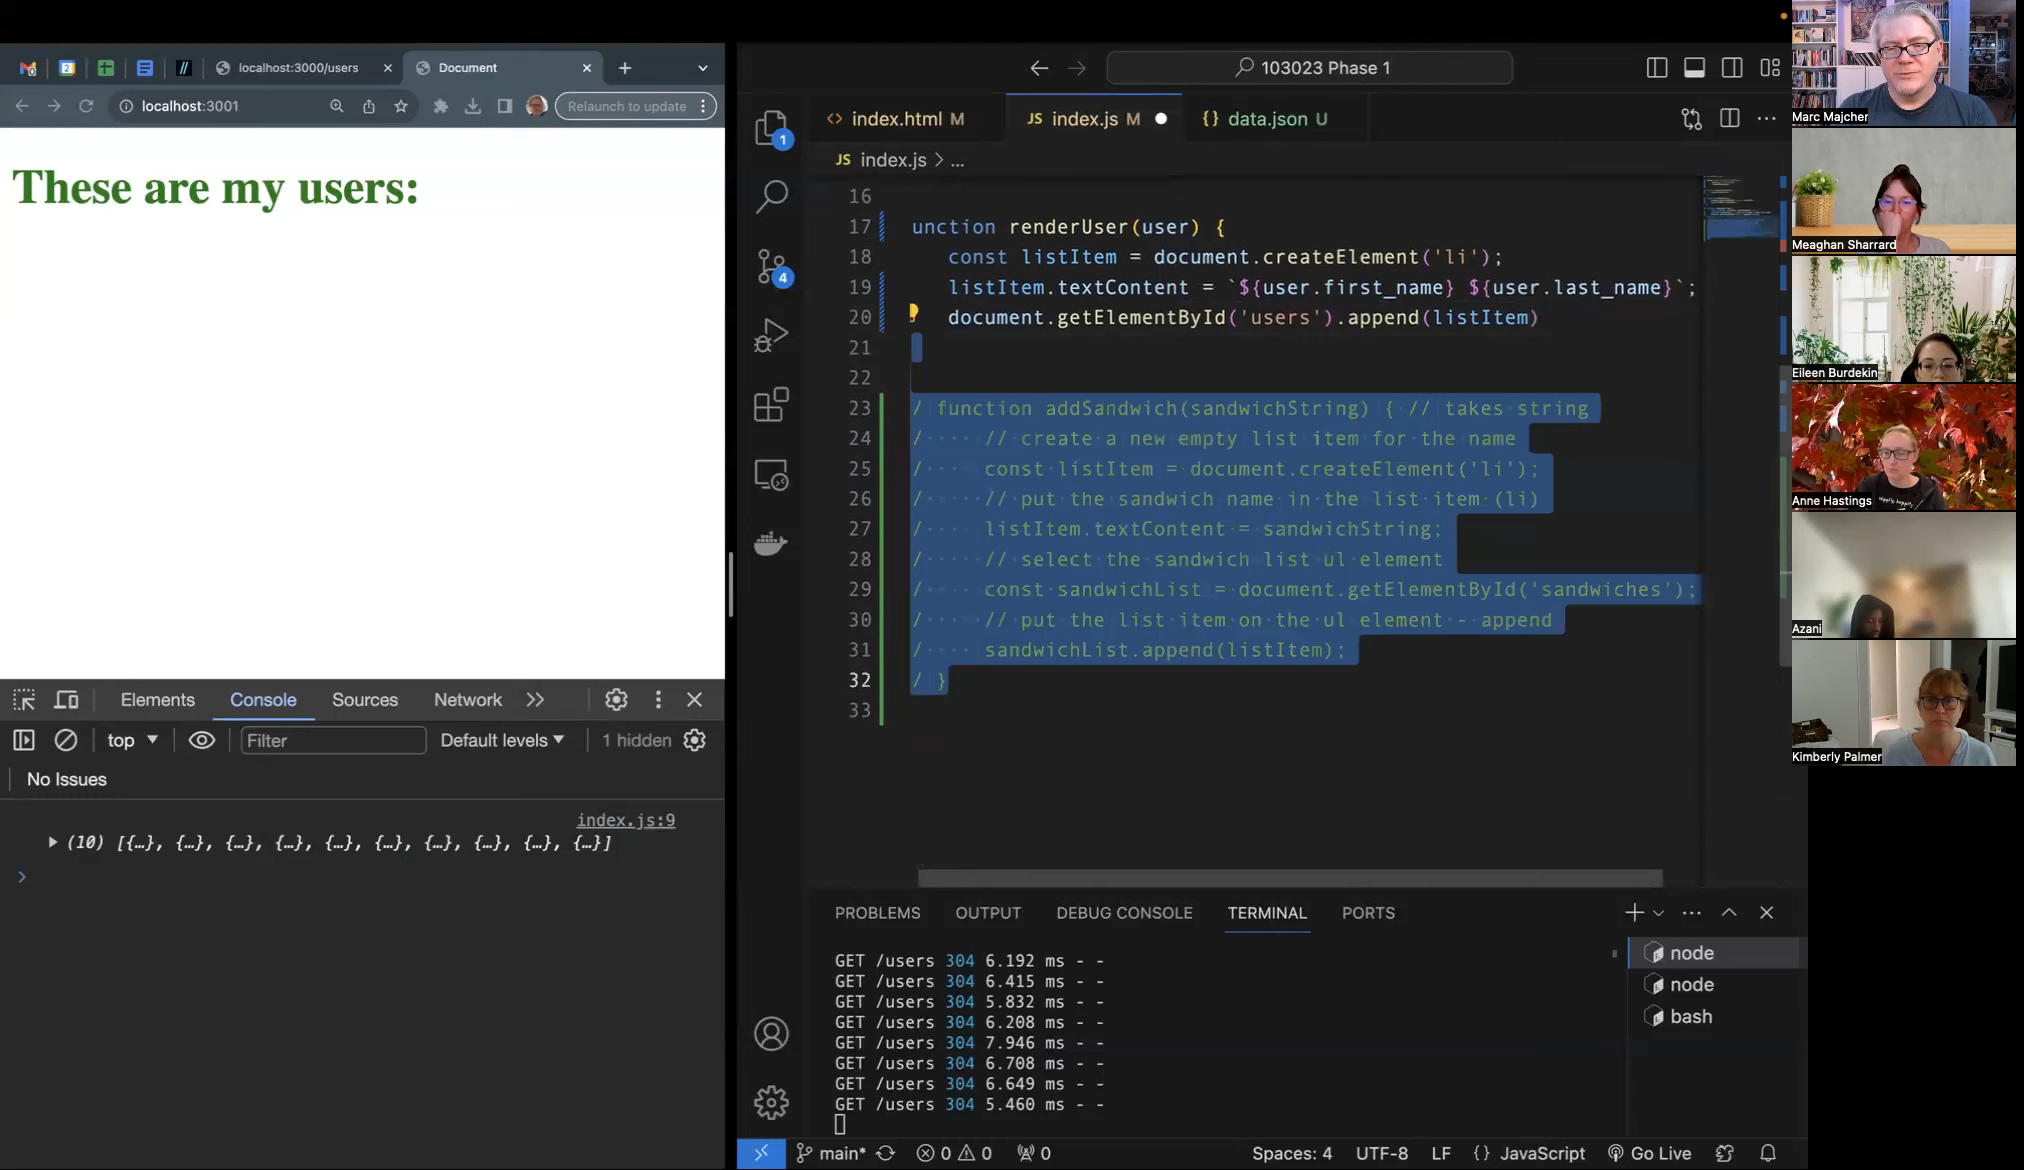 localhost:3000/users
Document
localhost:3001
Relaunch to update
These are my users:
Elements
Console
Sources
Network
top
Filter
Default levels
1 hidden
No Issues
index.js:9
(10) [{…}, {…}, {…}, {…}, {…}, {…}, {…}, {…}, {…}, {…}]
103023 Phase 1
index.html M
JS index.js M
{} data.json U
JS index.js > ...
1
4
16
17 unction renderUser(user) {
18 const listItem = document.createElement('li');
19 listItem.textContent = `${user.first_name} ${user.last_name}`;
20 document.getElementById('users').append(listItem)
21
22
23 / function addSandwich(sandwichString) { // takes string
24 / // create a new empty list item for the name
25 / const listItem = document.createElement('li');
26 / // put the sandwich name in the list item (li)
27 / listItem.textContent = sandwichString;
28 / // select the sandwich list ul element
29 / const sandwichList = document.getElementById('sandwiches');
30 / // put the list item on the ul element - append
31 / sandwichList.append(listItem);
32 / }
33
PROBLEMS
OUTPUT
DEBUG CONSOLE
TERMINAL
PORTS
GET /users 304 6.192 ms - -
GET /users 304 6.415 ms - -
GET /users 304 5.832 ms - -
GET /users 304 6.208 ms - -
GET /users 304 7.946 ms - -
GET /users 304 6.708 ms - -
GET /users 304 6.649 ms - -
GET /users 304 5.460 ms - -
node
node
bash
main*
0
0
0
Spaces: 4
UTF-8
LF
{} JavaScript
Go Live
Marc Majcher
Meaghan Sharrard
Eileen Burdekin
Anne Hastings
Azani
Kimberly Palmer